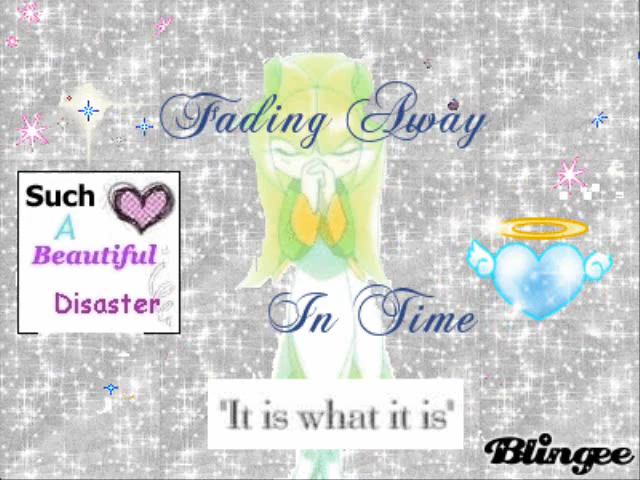 Fading Away
Such
A
Beautiful
Disaster
In Time
"It is what it is"
Blingee